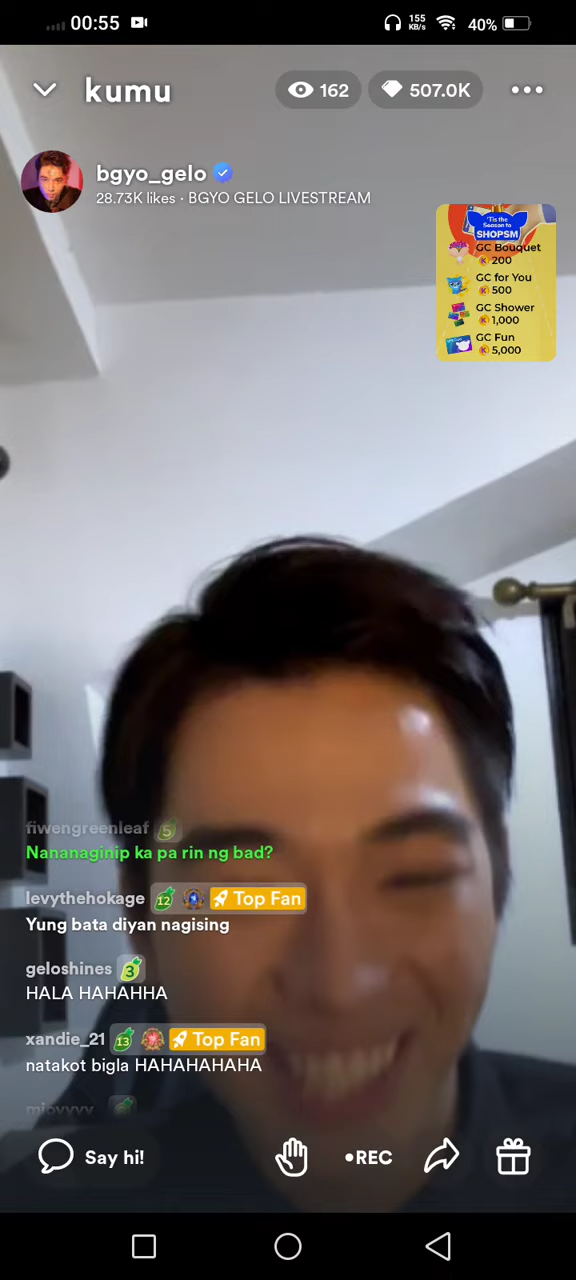 00:55
155
KB/s
40%
kumu
162
507.0K
bgyo_gelo
28.73K likes · BGYO GELO LIVESTREAM
'Tis the
Season to
SHOPSM
GC Bouquet
K 200
GC for You
K 500
GC Shower
K 1,000
GC Fun
K 5,000
fiwengreenleaf 5
Nananaginip ka pa rin ng bad?
levythehokage 12 Top Fan
Yung bata diyan nagising
geloshines 3
HALA HAHAHHA
xandie_21 13 Top Fan
natakot bigla HAHAHAHAHA
Say hi!
•REC